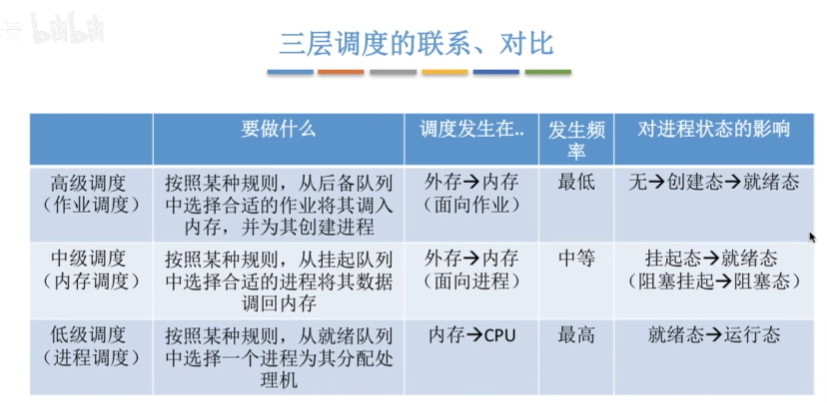 bilibili
三层调度的联系、对比
要做什么
调度发生在..
发生频
率
对进程状态的影响
高级调度
（作业调度）
按照某种规则，从后备队列
中选择合适的作业将其调入
内存，并为其创建进程
外存→内存
（面向作业）
最低
无→创建态→就绪态
中级调度
（内存调度）
按照某种规则，从挂起队列
中选择合适的进程将其数据
调回内存
外存→内存
（面向进程）
中等
挂起态→就绪态
（阻塞挂起→阻塞态）
低级调度
（进程调度）
按照某种规则，从就绪队列
中选择一个进程为其分配处
理机
内存→CPU
最高
就绪态→运行态